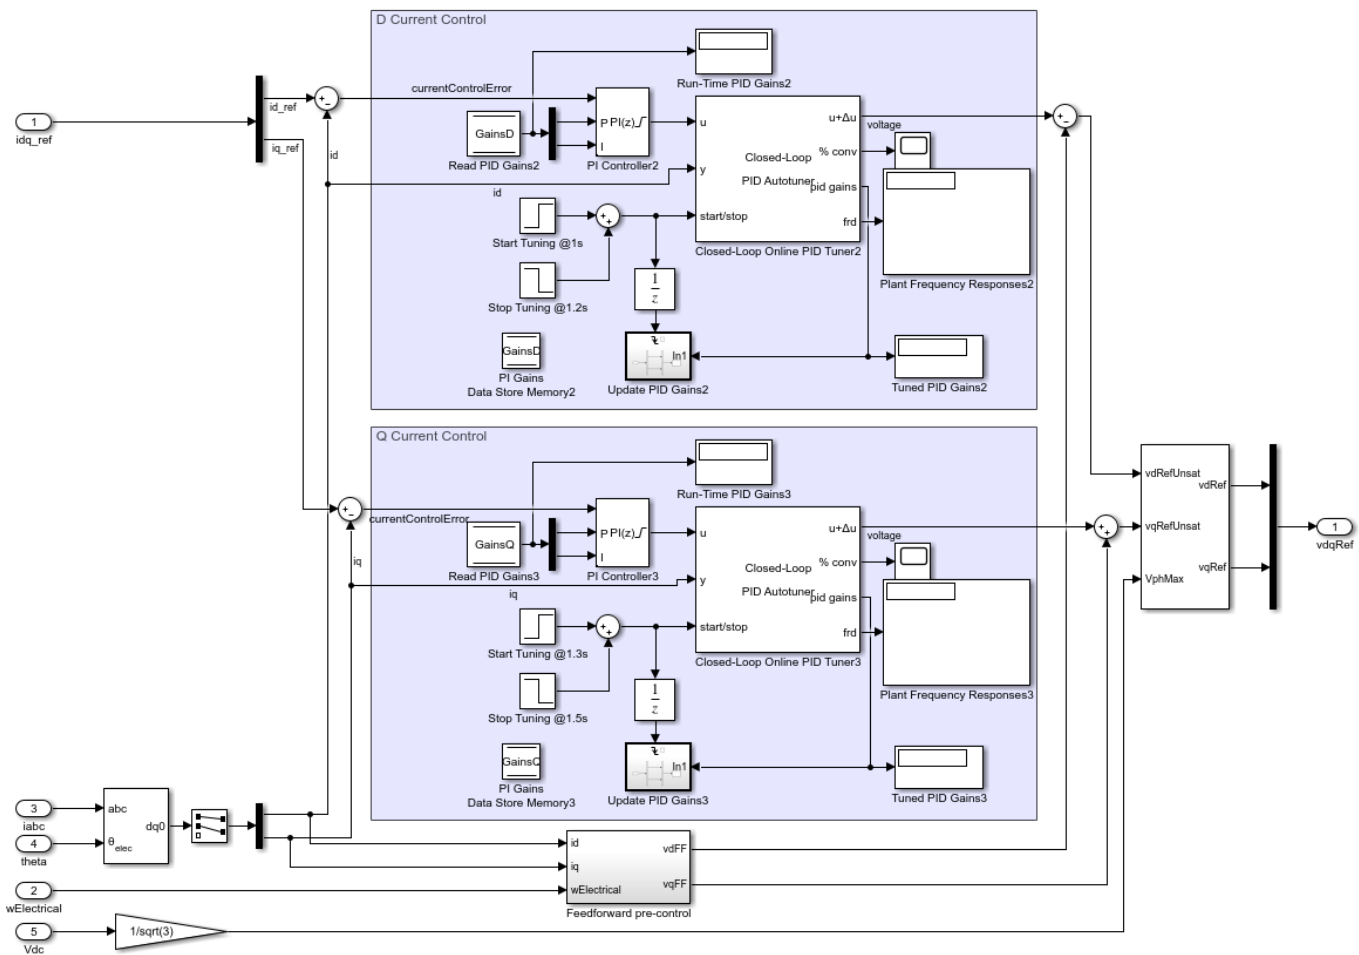 D Current Control
Run-Time PID Gains2
1
idq_ref
id_ref
iq_ref
+
−
currentControlError
id
GainsD
Read PID Gains2
P
I
PI(z)
PI Controller2
id
u
y
start/stop
Closed-Loop
PID Autotuner
u+Δu
% conv
pid gains
frd
Closed-Loop Online PID Tuner2
voltage
Plant Frequency Responses2
+
−
Start Tuning @1s
+
+
Stop Tuning @1.2s
1
z
GainsD
PI Gains
Data Store Memory2
In1
Update PID Gains2
Tuned PID Gains2
Q Current Control
Run-Time PID Gains3
+
−
currentControlError
iq
GainsQ
Read PID Gains3
P
I
PI(z)
PI Controller3
iq
u
y
start/stop
Closed-Loop
PID Autotuner
u+Δu
% conv
pid gains
frd
Closed-Loop Online PID Tuner3
voltage
Plant Frequency Responses3
+
+
Start Tuning @1.3s
+
+
Stop Tuning @1.5s
1
z
GainsQ
PI Gains
Data Store Memory3
In1
Update PID Gains3
Tuned PID Gains3
vdRefUnsat
vqRefUnsat
VphMax
vdRef
vqRef
1
vdqRef
3
iabc
4
theta
abc
θelec
dq0
2
wElectrical
5
Vdc
1/sqrt(3)
id
iq
wElectrical
vdFF
vqFF
Feedforward pre-control